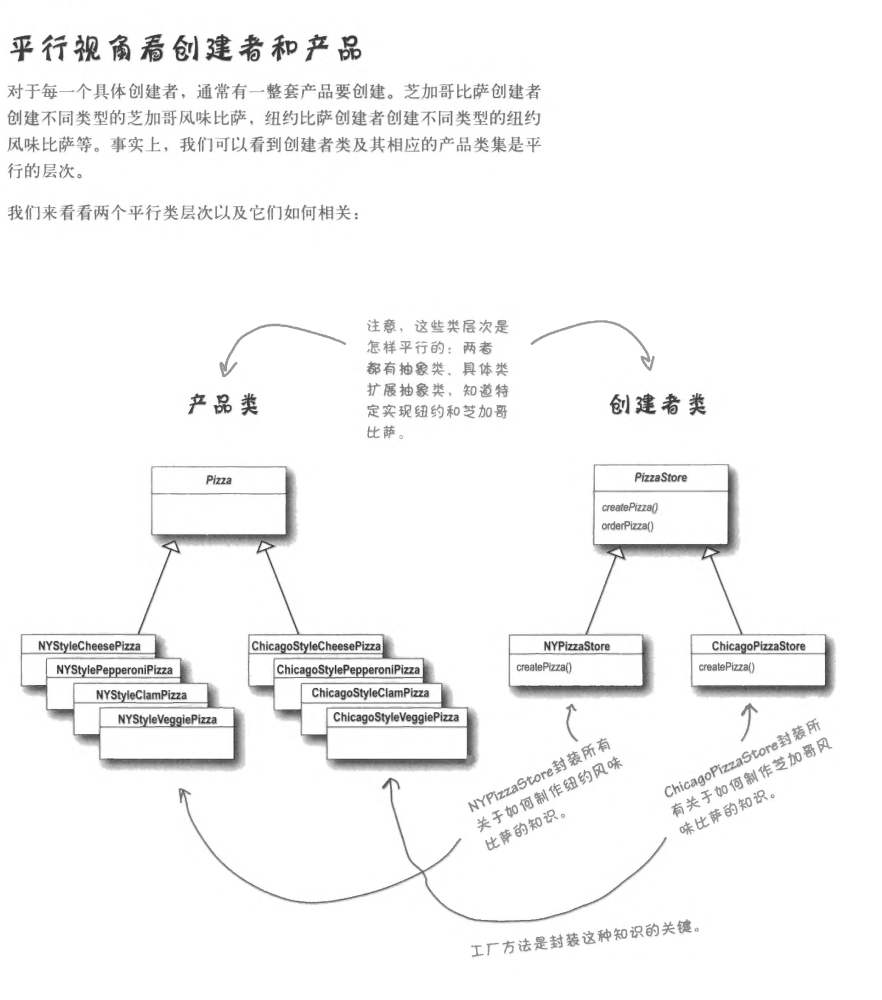 平行视角看创建者和产品
对于每一个具体创建者，通常有一整套产品要创建。芝加哥比萨创建者
创建不同类型的芝加哥风味比萨，纽约比萨创建者创建不同类型的纽约
风味比萨等。事实上，我们可以看到创建者类及其相应的产品类集是平
行的层次。
我们来看看两个平行类层次以及它们如何相关：
注意，这些类层次是
怎样平行的：两者
都有抽象类、具体类
扩展抽象类，知道特
定实现纽约和芝加哥
比萨。
产品类
创建者类
Pizza
PizzaStore
createPizza()
orderPizza()
NYStyleCheesePizza
NYStylePepperoniPizza
NYStyleClamPizza
NYStyleVeggiePizza
ChicagoStyleCheesePizza
ChicagoStylePepperoniPizza
ChicagoStyleClamPizza
ChicagoStyleVeggiePizza
NYPizzaStore
createPizza()
ChicagoPizzaStore
createPizza()
NYPizzaStore封装所有
关于如何制作纽约风味
比萨的知识。
ChicagoPizzaStore封装所
有关于如何制作芝加哥风
味比萨的知识。
工厂方法是封装这种知识的关键。